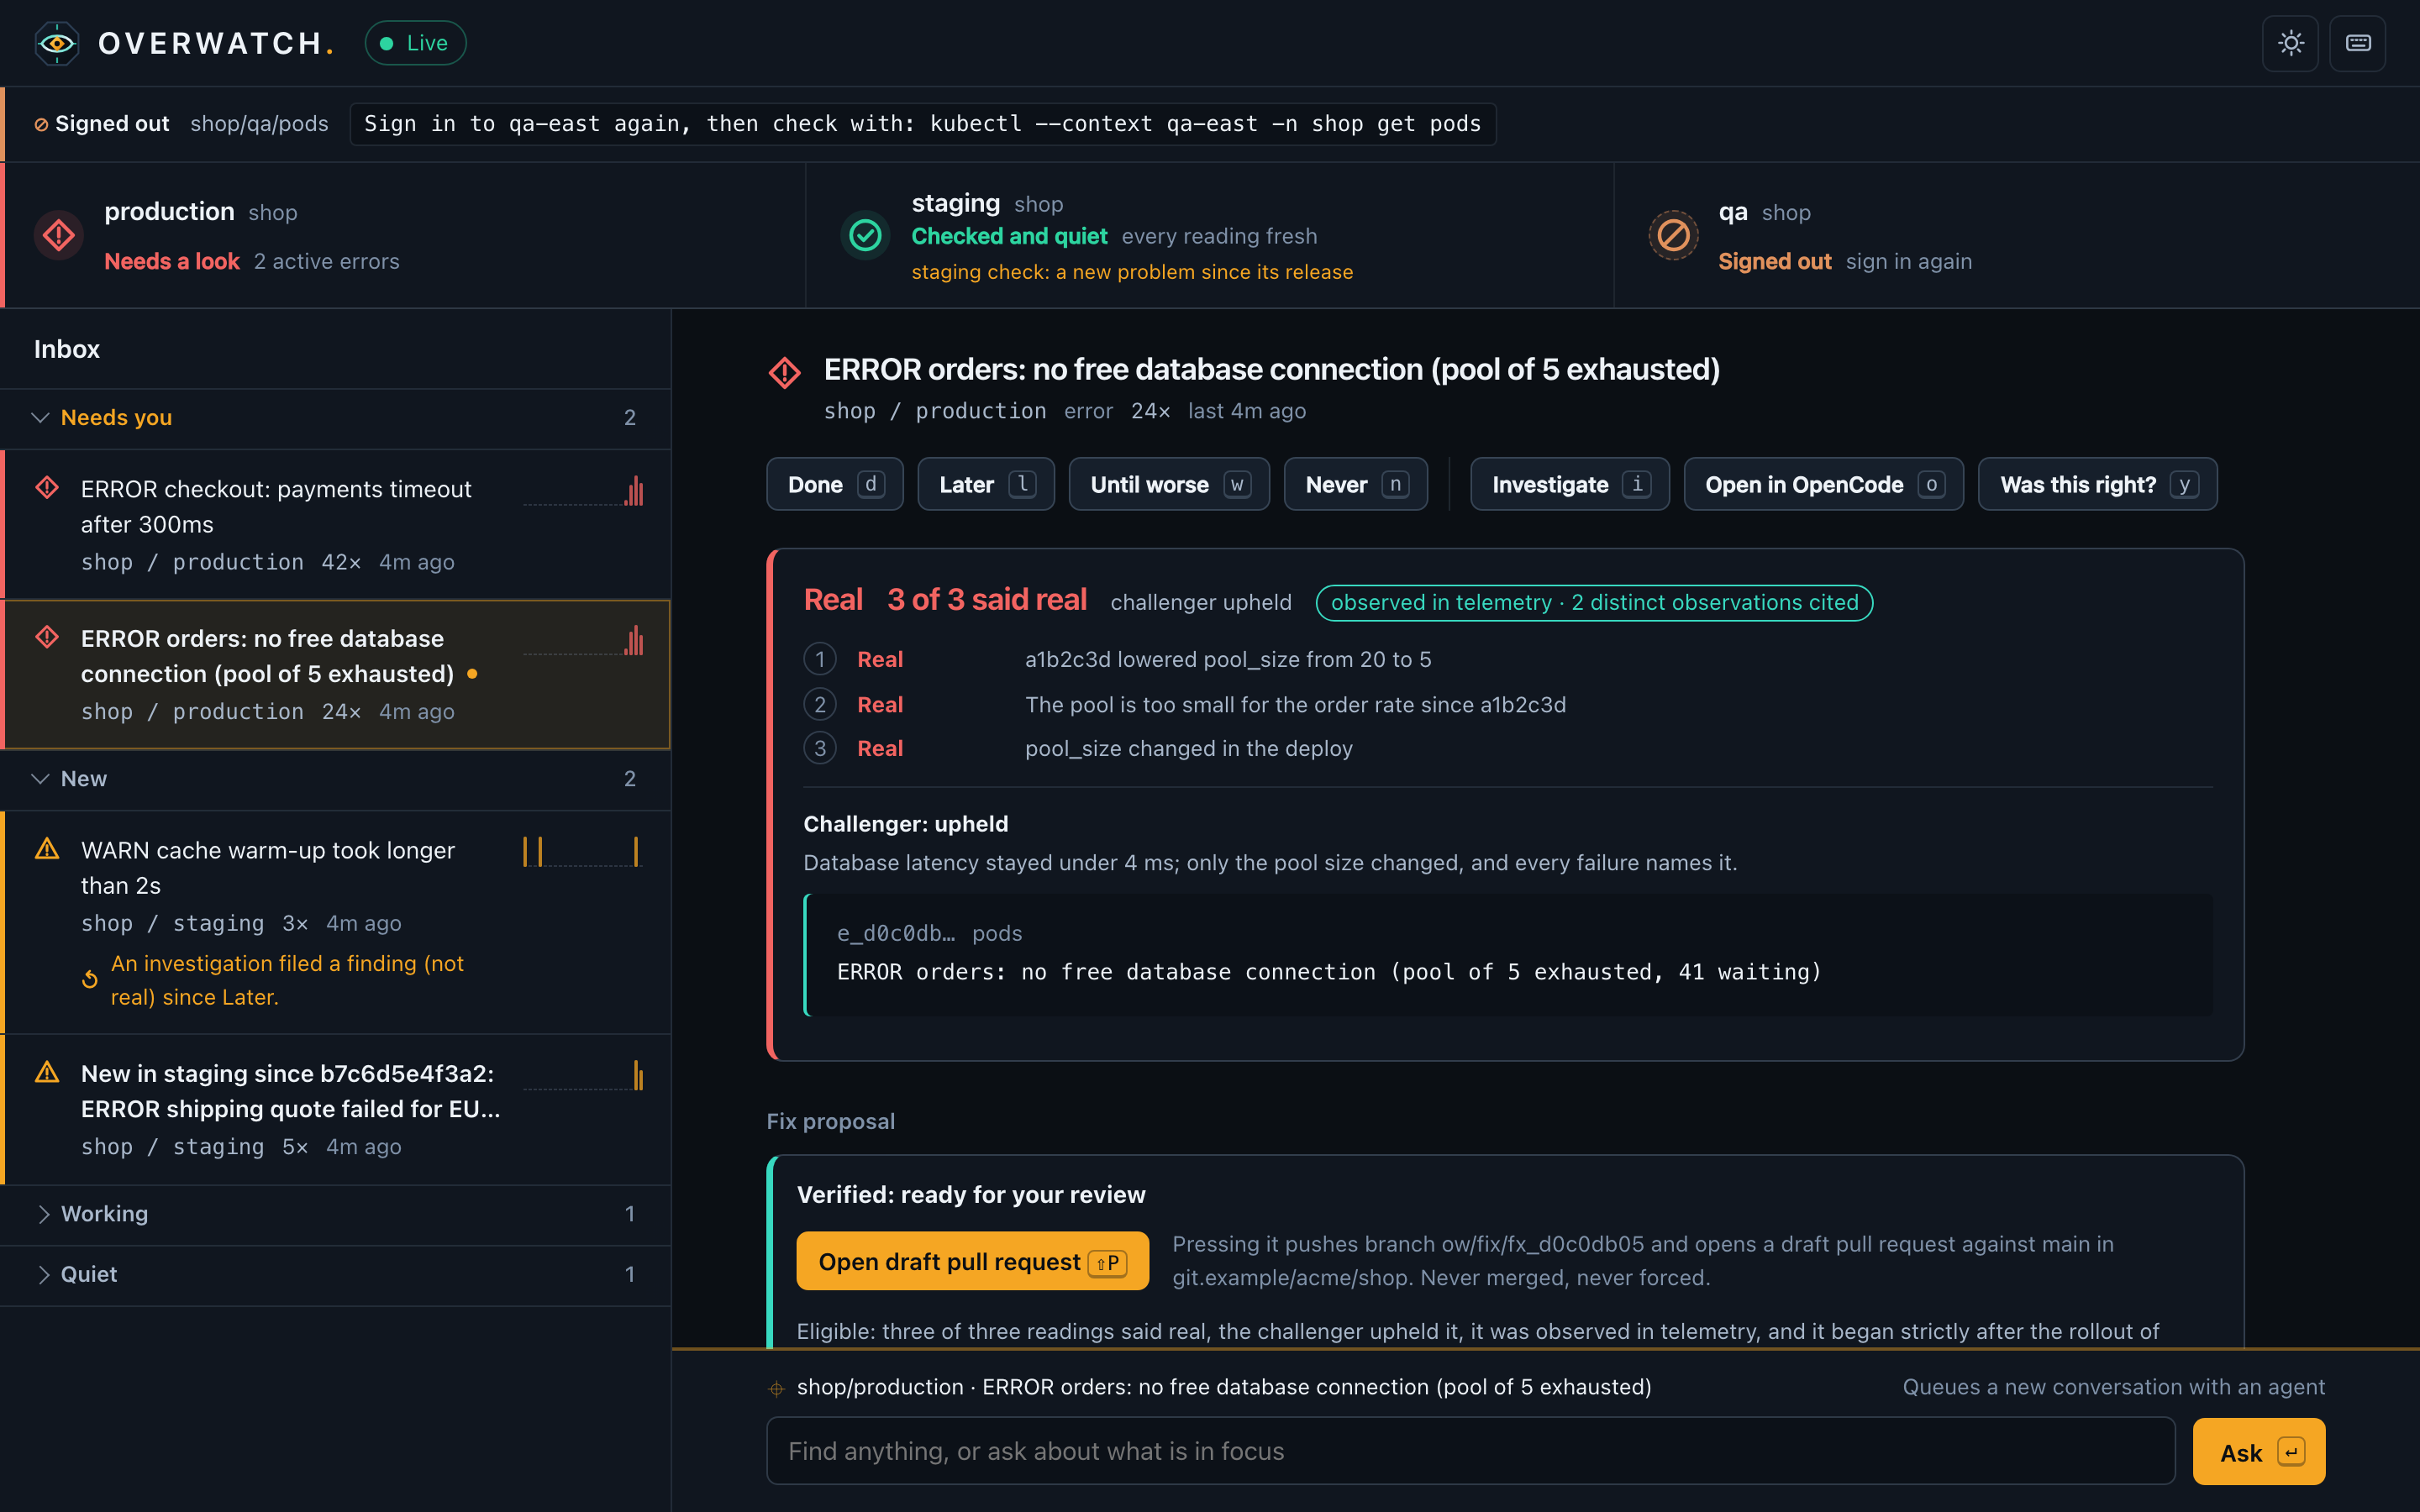 OVERWATCH.
Live
Signed out shop/qa/pods Sign in to qa-east again, then check with: kubectl --context qa-east -n shop get pods
production shop
Needs a look 2 active errors
staging shop
Checked and quiet every reading fresh
staging check: a new problem since its release
qa shop
Signed out sign in again
Inbox
Needs you 2
ERROR checkout: payments timeout
after 300ms
shop / production 42× 4m ago
ERROR orders: no free database
connection (pool of 5 exhausted)
shop / production 24× 4m ago
New 2
WARN cache warm-up took longer
than 2s
shop / staging 3× 4m ago
An investigation filed a finding (not
real) since Later.
New in staging since b7c6d5e4f3a2:
ERROR shipping quote failed for EU...
shop / staging 5× 4m ago
Working 1
Quiet 1
ERROR orders: no free database connection (pool of 5 exhausted)
shop / production error 24× last 4m ago
Done d Later l Until worse w Never n Investigate i Open in OpenCode o Was this right? y
Real 3 of 3 said real challenger upheld observed in telemetry · 2 distinct observations cited
1 Real a1b2c3d lowered pool_size from 20 to 5
2 Real The pool is too small for the order rate since a1b2c3d
3 Real pool_size changed in the deploy
Challenger: upheld
Database latency stayed under 4 ms; only the pool size changed, and every failure names it.
e_d0c0db… pods
ERROR orders: no free database connection (pool of 5 exhausted, 41 waiting)
Fix proposal
Verified: ready for your review
Open draft pull request ⇧P
Pressing it pushes branch ow/fix/fx_d0c0db05 and opens a draft pull request against main in
git.example/acme/shop. Never merged, never forced.
Eligible: three of three readings said real, the challenger upheld it, it was observed in telemetry, and it began strictly after the rollout of
shop/production · ERROR orders: no free database connection (pool of 5 exhausted)
Queues a new conversation with an agent
Find anything, or ask about what is in focus
Ask ↵